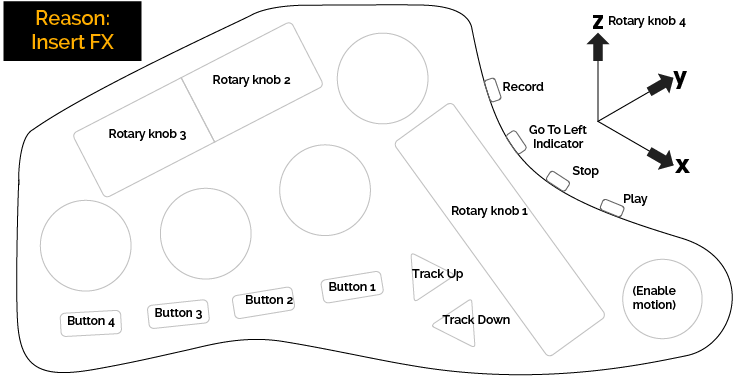 Reason:
Insert FX
z Rotary knob 4
y
x
Rotary knob 2
Rotary knob 3
Record
Go To Left
Indicator
Stop
Play
Rotary knob 1
Track Up
Track Down
(Enable
motion)
Button 1
Button 2
Button 3
Button 4